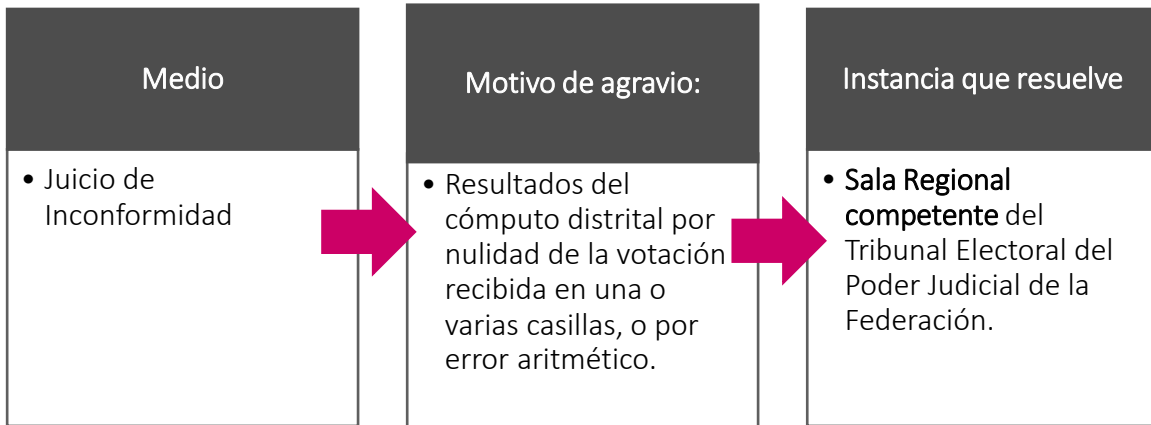 Medio
• Juicio de
Inconformidad
Motivo de agravio:
• Resultados del
cómputo distrital por
nulidad de la votación
recibida en una o
varias casillas, o por
error aritmético.
Instancia que resuelve
• Sala Regional
competente del
Tribunal Electoral del
Poder Judicial de la
Federación.